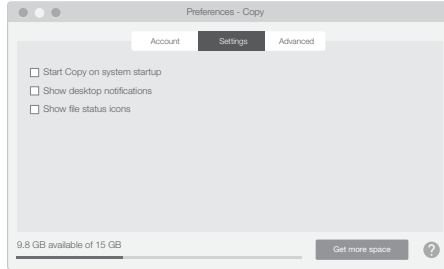 Preferences - Copy
Account Settings Advanced
Start Copy on system startup
Show desktop notifications
Show file status icons
9.8 GB available of 15 GB
Get more space ?